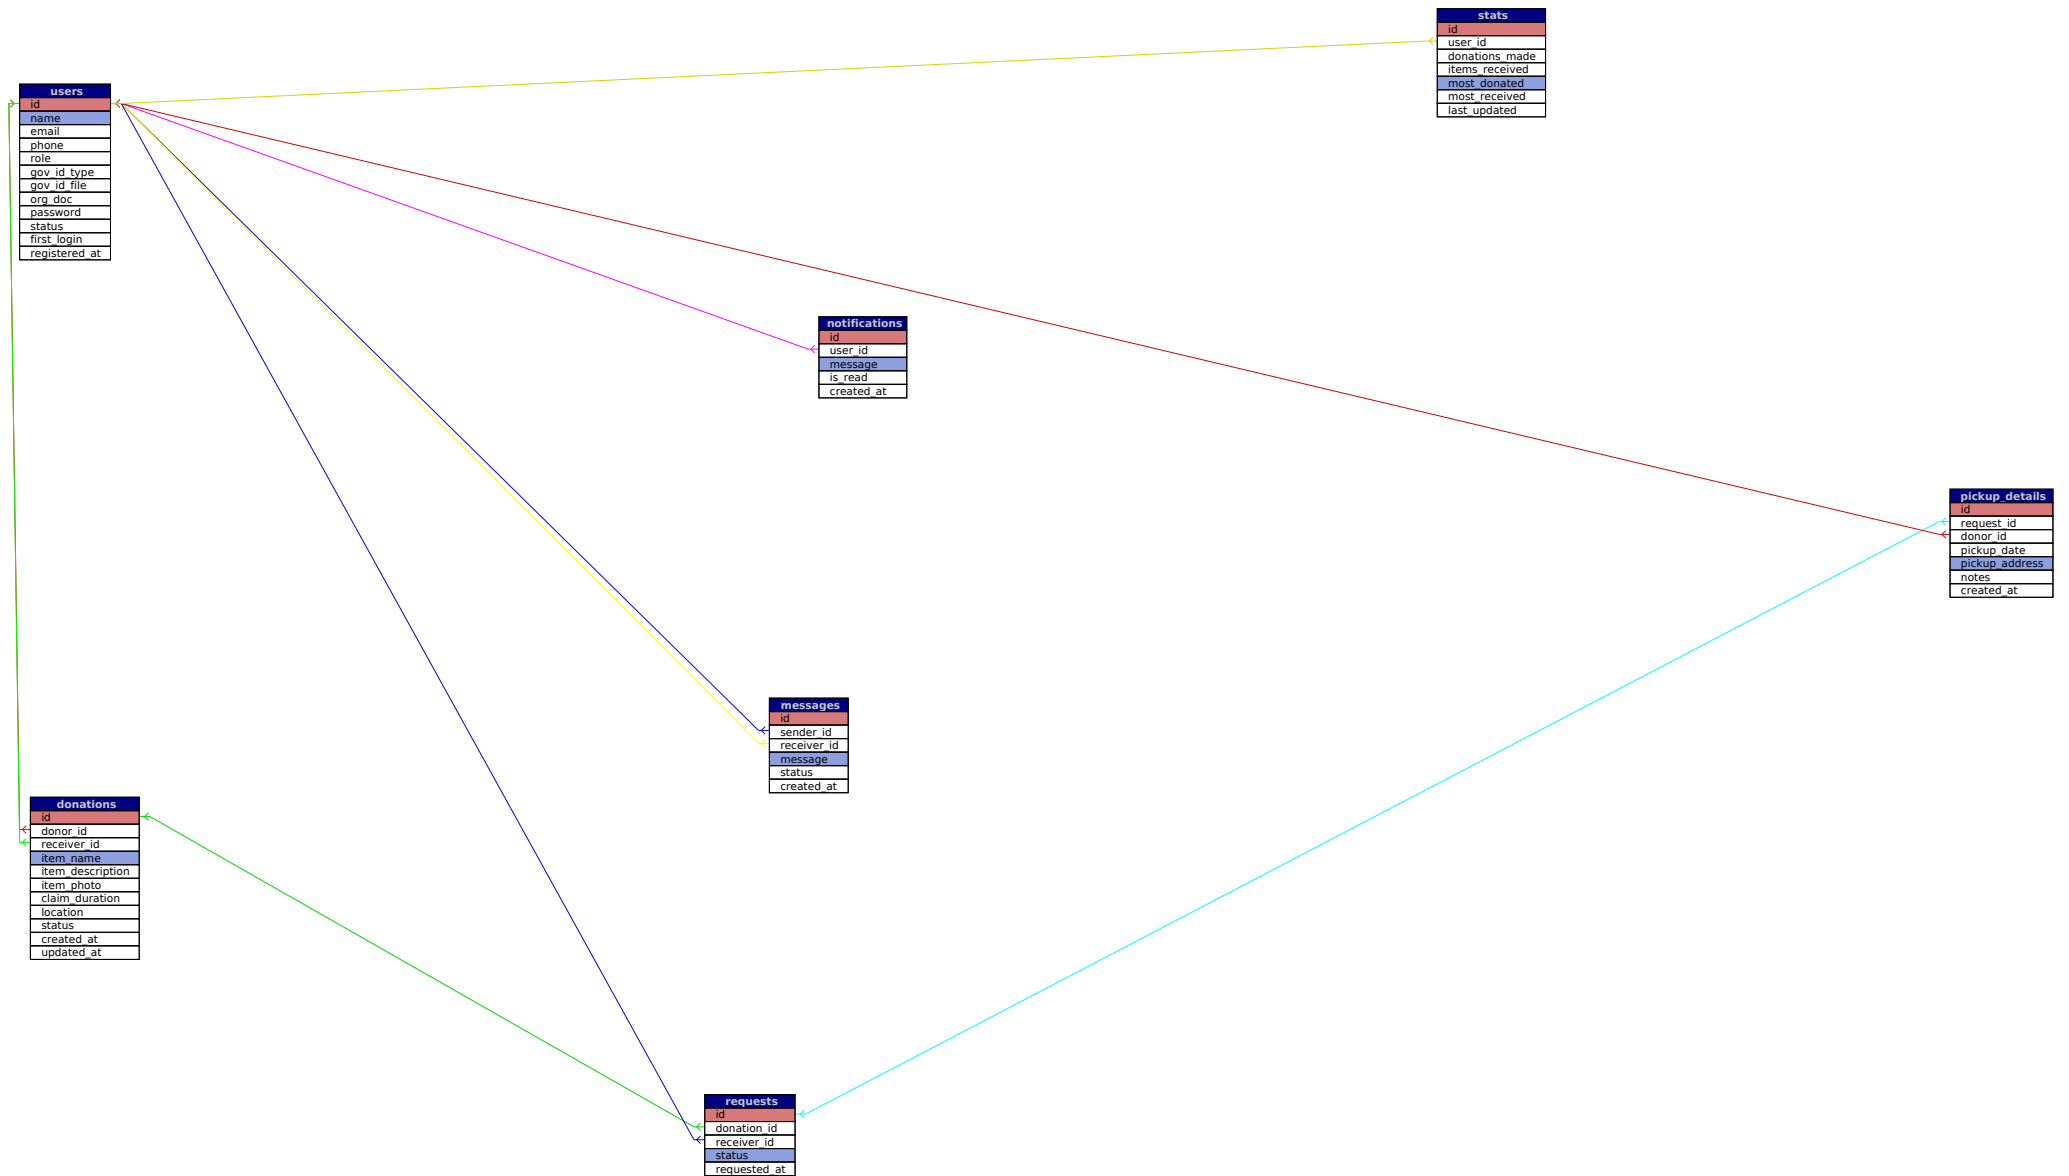 stats
id
user_id
donations_made
items_received
most_donated
most_received
last_updated
users
id
name
email
phone
role
gov_id_type
gov_id_file
org_doc
password
status
first_login
registered_at
notifications
id
user_id
message
is_read
created_at
pickup_details
id
request_id
donor_id
pickup_date
pickup_address
notes
created_at
messages
id
sender_id
receiver_id
message
status
created_at
donations
id
donor_id
receiver_id
item_name
item_description
item_photo
claim_duration
location
status
created_at
updated_at
requests
id
donation_id
receiver_id
status
requested_at